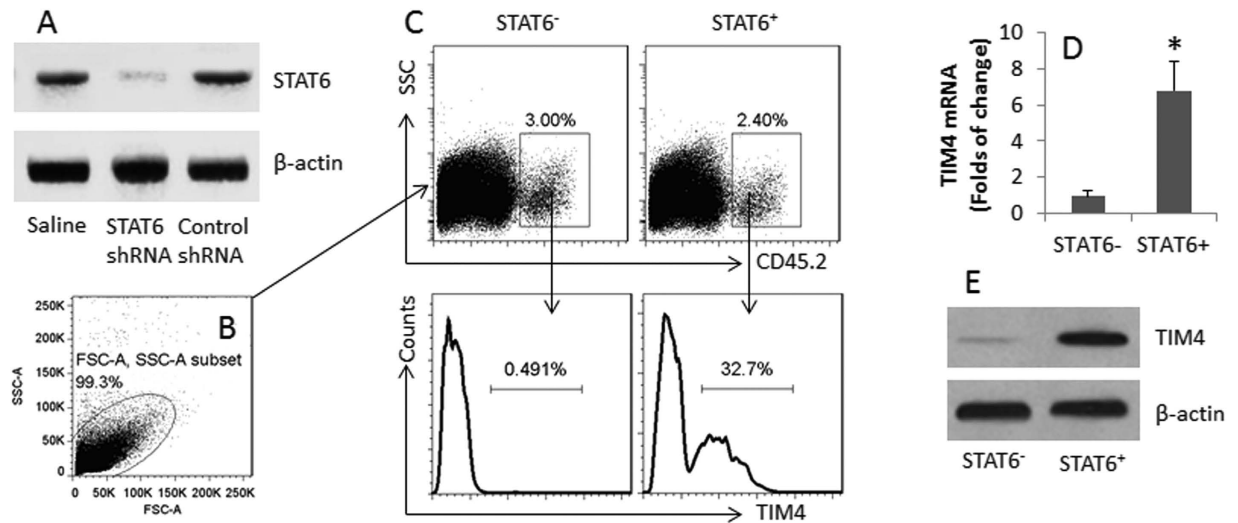 A
STAT6
β-actin
Saline
STAT6
shRNA
Control
shRNA
B
250K
200K
150K
100K
50K
0
SSC-A
FSC-A, SSC-A subset
99.3%
0 50K 100K 150K 200K 250K
FSC-A
C
STAT6⁻
STAT6⁺
SSC
3.00%
2.40%
CD45.2
Counts
0.491%
32.7%
TIM4
D
TIM4 mRNA
(Folds of change)
10
8
6
4
2
0
*
STAT6- STAT6+
E
TIM4
β-actin
STAT6⁻
STAT6⁺